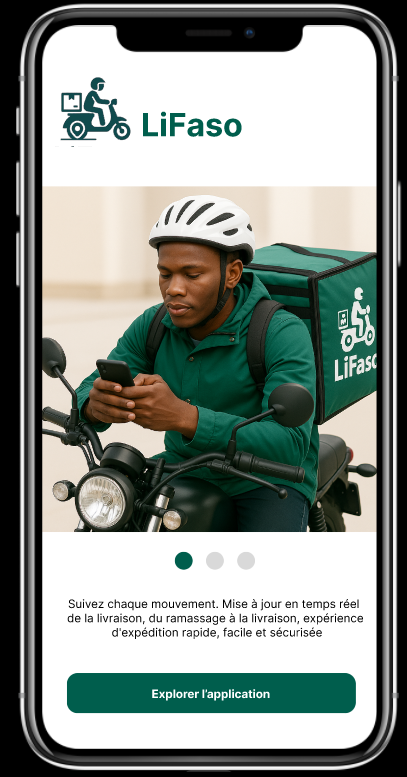 LiFaso
LiFaso
Suivez chaque mouvement. Mise à jour en temps réel
de la livraison, du ramassage à la livraison, expérience
d'expédition rapide, facile et sécurisée
Explorer l'application